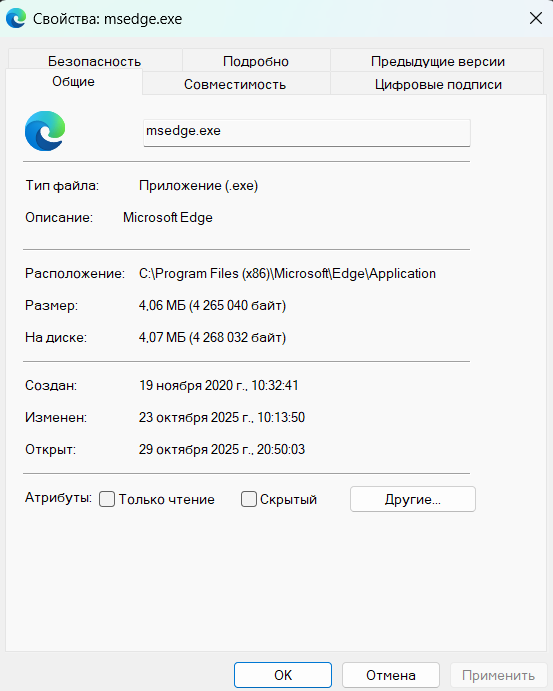 Свойства: msedge.exe
Безопасность Подробно Предыдущие версии
Общие Совместимость Цифровые подписи
msedge.exe
Тип файла: Приложение (.exe)
Описание: Microsoft Edge
Расположение: C:\Program Files (x86)\Microsoft\Edge\Application
Размер: 4,06 МБ (4 265 040 байт)
На диске: 4,07 МБ (4 268 032 байт)
Создан: 19 ноября 2020 г., 10:32:41
Изменен: 23 октября 2025 г., 10:13:50
Открыт: 29 октября 2025 г., 20:50:03
Атрибуты: Только чтение Скрытый Другие...
ОК Отмена Применить